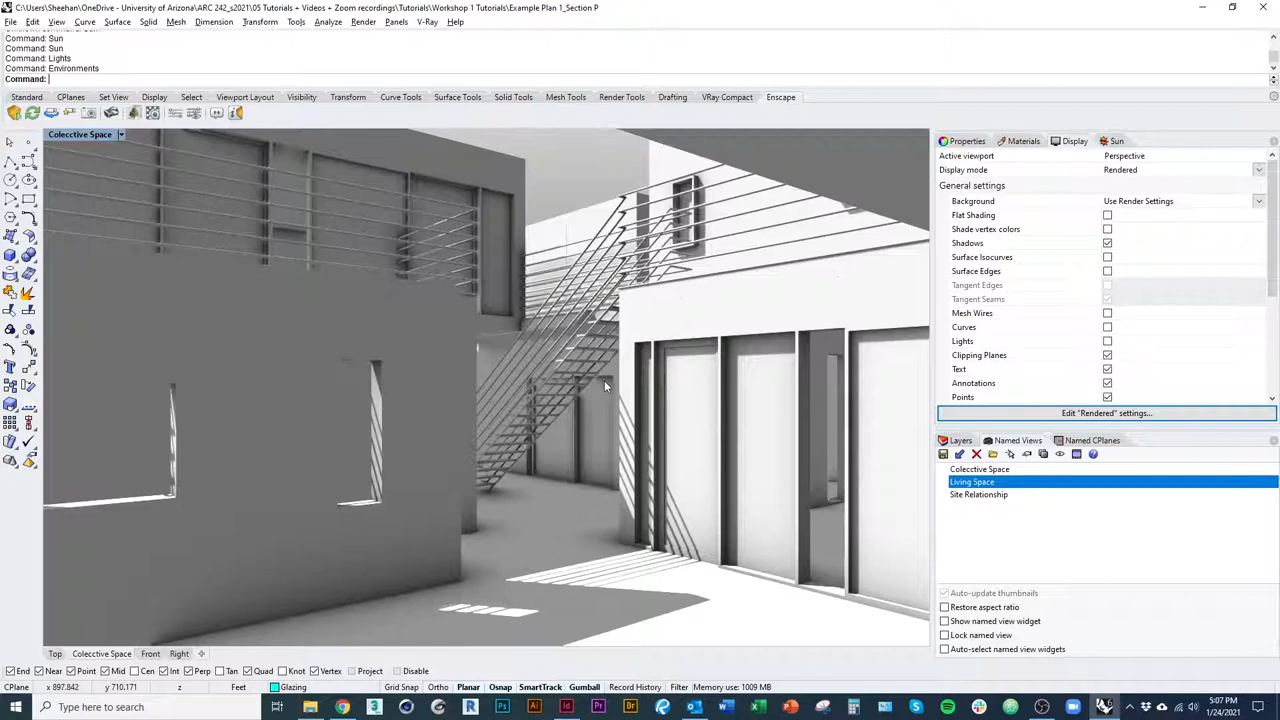 C:\Users\Sheehan\OneDrive - University of Arizona\ARC 242_s2021\05 Tutorials + Videos + Zoom recordings\Tutorials\Workshop 1 Tutorials\Example Plan 1_Section P
File Edit View Curve Surface Solid Mesh Dimension Transform Tools Analyze Render Panels V-Ray Help
Command: Sun
Command: Sun
Command: Lights
Command: Environments
Command:
Standard CPlanes Set View Display Select Viewport Layout Visibility Transform Curve Tools Surface Tools Solid Tools Mesh Tools Render Tools Drafting VRay Compact Enscape
Colecctive Space
Properties Materials Display Sun
Active viewport Perspective
Display mode Rendered
General settings
Background Use Render Settings
Flat Shading
Shade vertex colors
Shadows
Surface Isocurves
Surface Edges
Tangent Edges
Tangent Seams
Mesh Wires
Curves
Lights
Clipping Planes
Text
Annotations
Points
Edit "Rendered" settings...
Layers Named Views Named CPlanes
Colecctive Space
Living Space
Site Relationship
Auto-update thumbnails
Restore aspect ratio
Show named view widget
Lock named view
Auto-select named view widgets
Top Colecctive Space Front Right
End Near Point Mid Cen Int Perp Tan Quad Knot Vertex Project Disable
CPlane x 897.842 y 710.171 z Feet Glazing Grid Snap Ortho Planar Osnap SmartTrack Gumball Record History Filter Memory use: 1009 MB
Type here to search
5:07 PM
1/24/2021